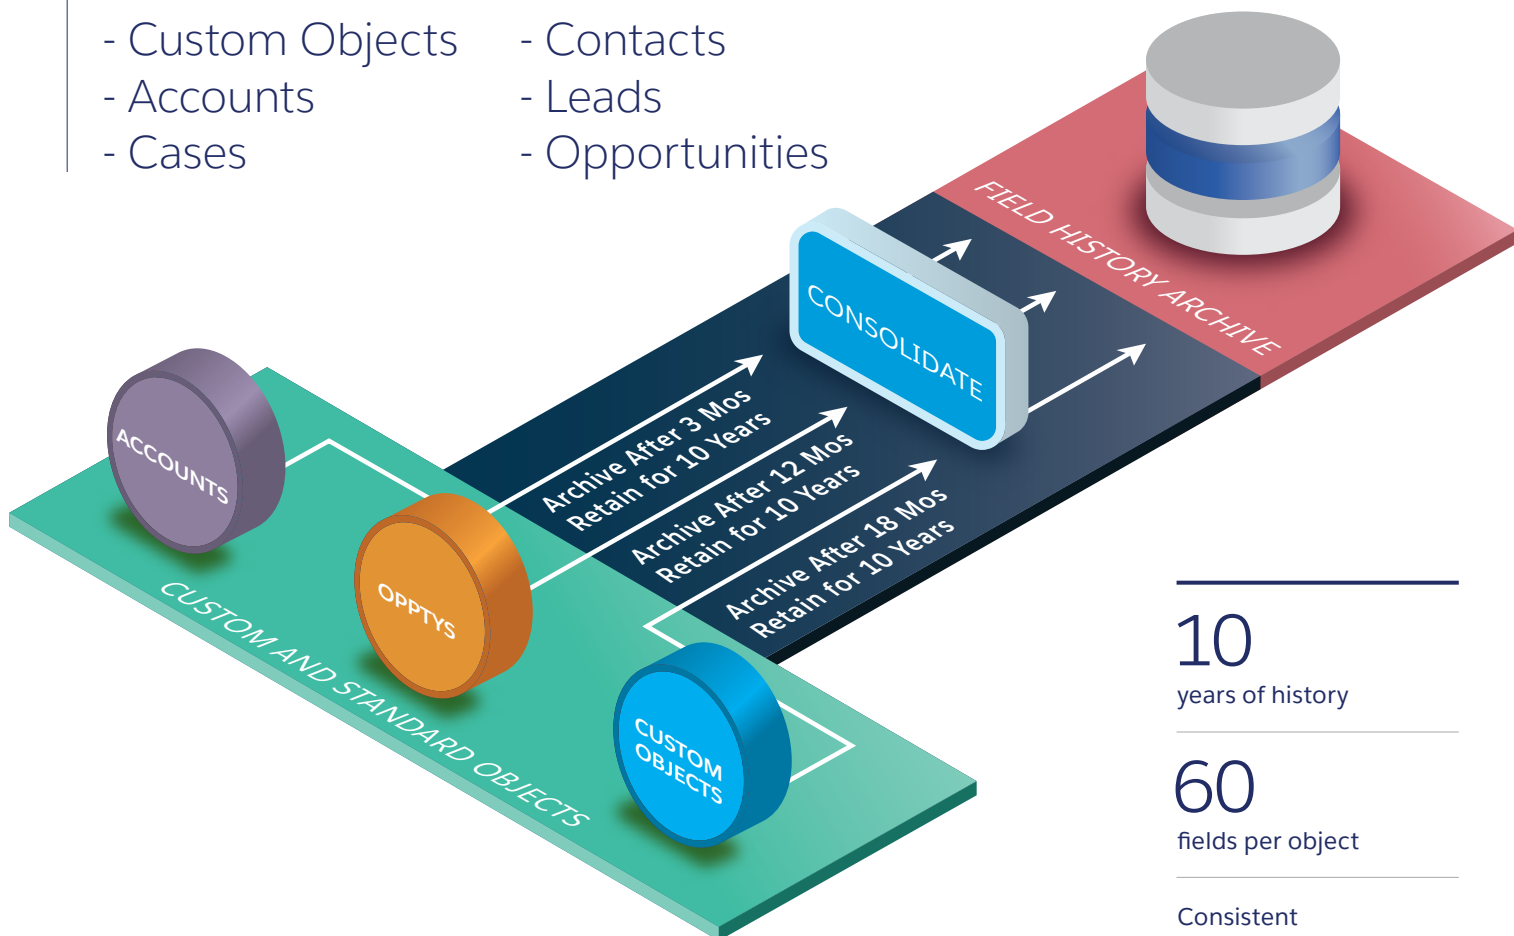 - Custom Objects
- Accounts
- Cases
- Contacts
- Leads
- Opportunities
FIELD HISTORY ARCHIVE
CONSOLIDATE
Archive After 3 Mos
Retain for 10 Years
Archive After 12 Mos
Retain for 10 Years
Archive After 18 Mos
Retain for 10 Years
ACCOUNTS
OPPTYS
CUSTOM
OBJECTS
CUSTOM AND STANDARD OBJECTS
10
years of history
60
fields per object
Consistent